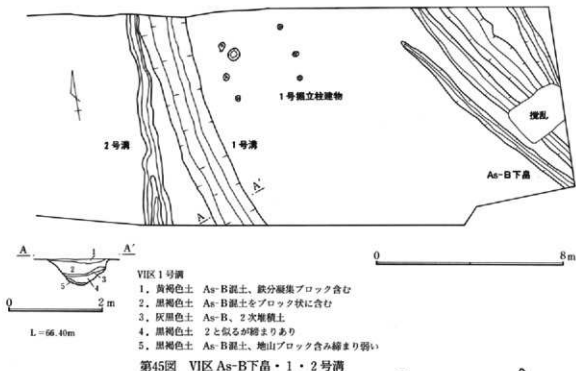 2号溝
1号溝
1号掘立柱建物
撹乱
As-B下畠
A
A'
A
A'
1
2
3
4
5
0
2 m
L=66.40m
0
8 m
VII区 1号溝
1. 黄褐色土 As-B混土、鉄分凝集ブロック含む
2. 黒褐色土 As-B混土をブロック状に含む
3. 灰黒色土 As-B、2次堆積土
4. 黒褐色土 2と似るが締まりあり
5. 黒褐色土 As-B混土、地山ブロック含み締まり弱い
第45図 VII区 As-B下畠・1・2号溝